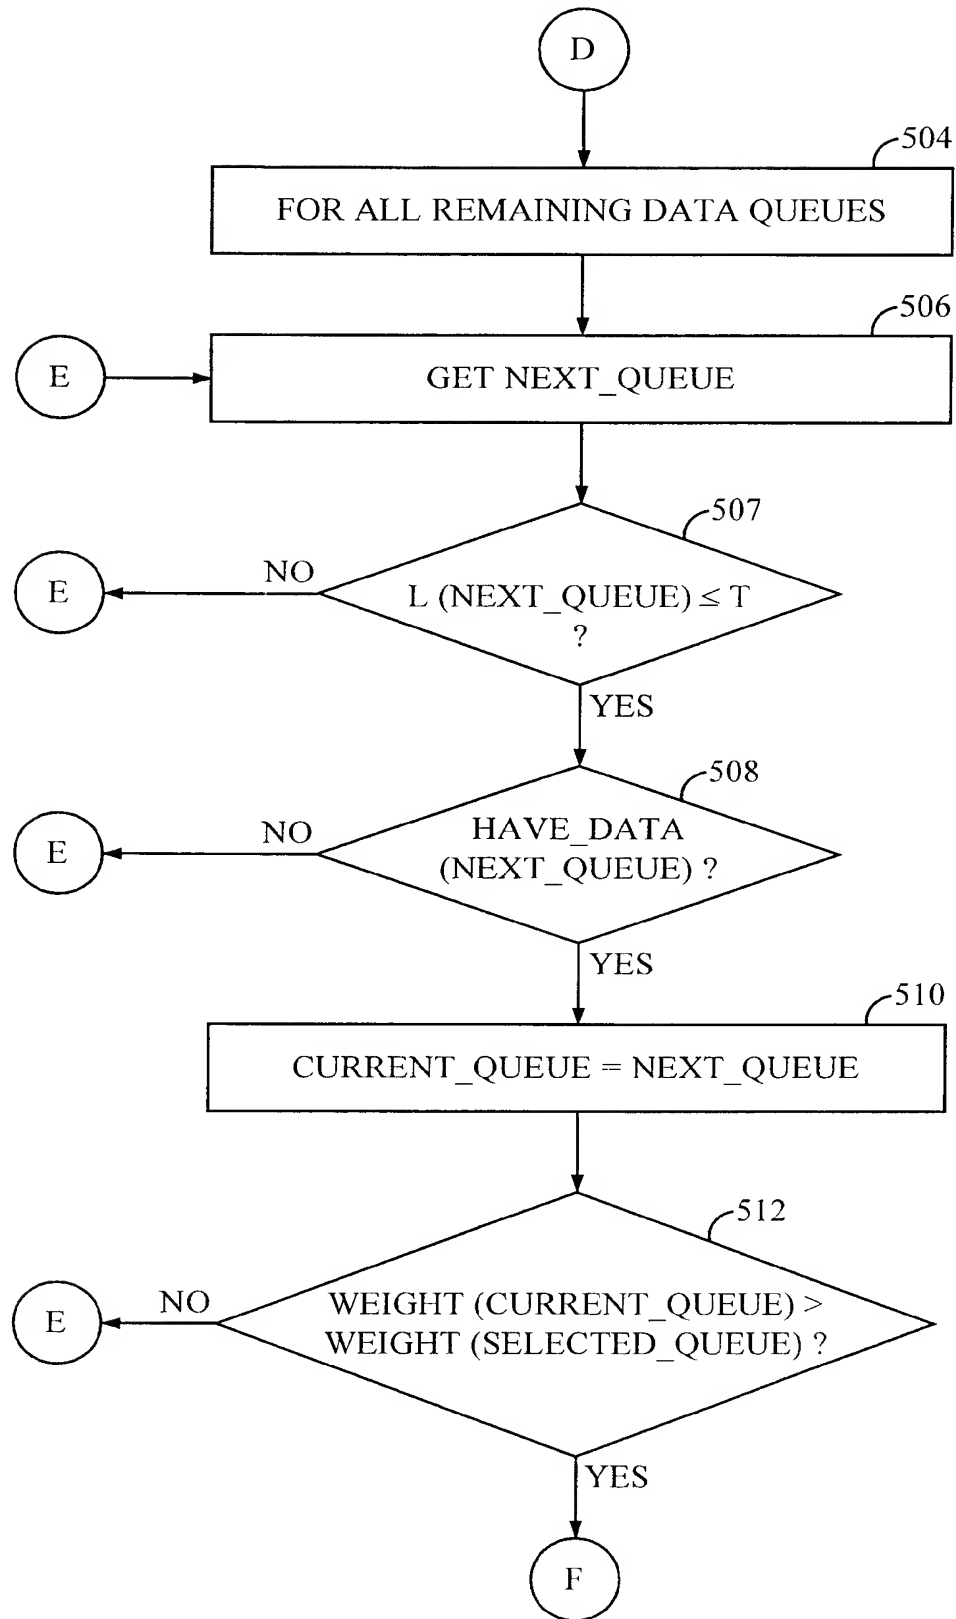 D
504
FOR ALL REMAINING DATA QUEUES
506
E
GET NEXT_QUEUE
507
E
NO
L (NEXT_QUEUE) ≤ T
?
YES
508
E
NO
HAVE_DATA
(NEXT_QUEUE) ?
YES
510
CURRENT_QUEUE = NEXT_QUEUE
512
E
NO
WEIGHT (CURRENT_QUEUE) >
WEIGHT (SELECTED_QUEUE) ?
YES
F